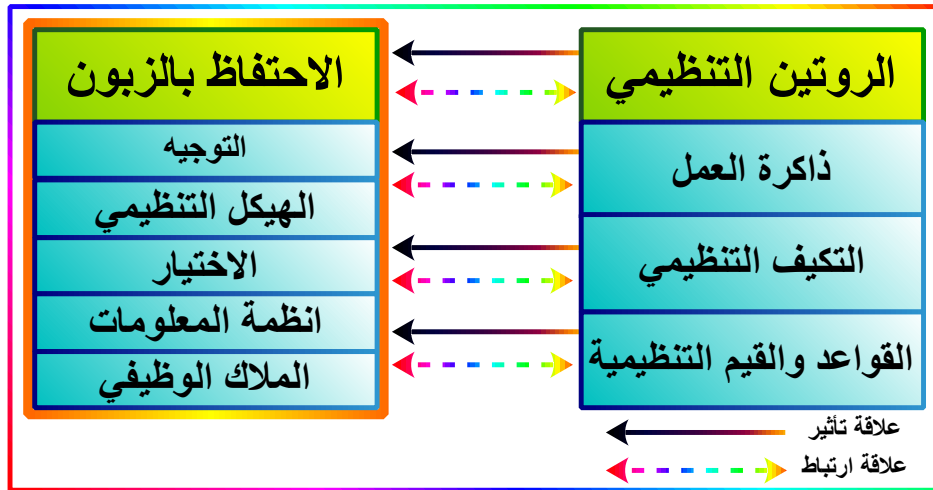 الروتين التنظيمي
ذاكرة العمل
التكيف التنظيمي
القواعد والقيم التنظيمية
الاحتفاظ بالزبون
التوجيه
الهيكل التنظيمي
الاختيار
انظمة المعلومات
الملاك الوظيفي
علاقة تأثير
علاقة ارتباط